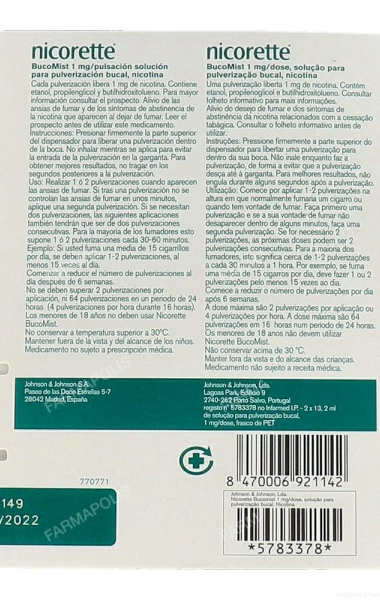 nicorette
BucoMist 1 mg/pulsación solución
para pulverización bucal, nicotina
Cada pulverización libera 1 mg de nicotina. Contiene
etanol, propilenglicol y butilhidroxitolueno. Para mayor
información consultar el prospecto. Alivio de las
ansias de fumar y de los síntomas de abstinencia de
la nicotina que aparecen al dejar de fumar. Leer el
prospecto antes de utilizar este medicamento.
Instrucciones: Presionar firmemente la parte superior
del dispensador para liberar una pulverización dentro
de la boca. No inhalar mientras se aplica para evitar
la entrada de la pulverización en la garganta. Para
obtener mejores resultados, no tragar en los
segundos posteriores a la pulverización.
Uso: Realizar 1 ó 2 pulverizaciones cuando aparecen
las ansias de fumar. Si tras una pulverización no se
controlan las ansias de fumar en unos minutos,
aplique una segunda pulverización. Si se necesitan
dos pulverizaciones, las siguientes aplicaciones
también tendrán que ser de dos pulverizaciones
consecutivas. Para la mayoría de los fumadores esto
supone 1 ó 2 pulverizaciones cada 30-60 minutos.
Ejemplo: Si usted fuma una media de 15 cigarrillos
por día, se deben aplicar 1-2 pulverizaciones, al
menos 15 veces al día.
Comenzar a reducir el número de pulverizaciones al
día después de 6 semanas.
No se deben superar 2 pulverizaciones por
aplicación, ni 64 pulverizaciones en un período de 24
horas (4 pulverizaciones por hora durante 16 horas).
Los menores de 18 años no deben usar Nicorette
BucoMist.
No conservar a temperatura superior a 30ºC.
Mantener fuera de la vista y del alcance de los niños.
Medicamento no sujeto a prescripción médica.
Johnson & Johnson S.A.
Paseo de las Doce Estrellas 5-7
28042 Madrid, España
nicorette
BucoMist 1 mg/dose, solução para
pulverização bucal, nicotina
Uma pulverização liberta 1 mg de nicotina. Contém
etanol, propilenoglicol e butilhidroxitolueno. Consultar
folheto informativo para mais informações.
Alívio do desejo de fumar e dos sintomas de
abstinência da nicotina relacionados com a cessação
tabágica. Consultar o folheto informativo antes de
utilizar.
Instruções: Pressione firmemente a parte superior do
dispensador para libertar uma pulverização para
dentro da sua boca. Não inale enquanto faz a
pulverização, de forma a evitar que a pulverização
desça até à garganta. Para melhores resultados, não
engula durante alguns segundos após a pulverização.
Utilização: Comece por aplicar 1-2 pulverizações na
altura em que normalmente fumaria um cigarro ou
quando tem vontade de fumar. Faça primeiro uma
pulverização e se a sua vontade de fumar não
desaparecer dentro de alguns minutos, faça uma
segunda pulverização. Se for necessário 2
pulverizações, as próximas doses podem ser 2
pulverizações consecutivas. Para a maioria dos
fumadores, isto significa cerca de 1-2 pulverizações
a cada 30 minutos a 1 hora. Por exemplo, se fuma
uma média de 15 cigarros por dia, deve fazer 1 ou 2
pulverizações pelo menos 15 vezes por dia.
Comece a reduzir o número de pulverizações por dia
após 6 semanas.
A dose máxima são 2 pulverizações por aplicação ou
4 pulverizações por hora. A dose máxima são 64
pulverizações em 16 horas num período de 24 horas.
Os menores de 18 anos não devem utilizar
Nicorette BucoMist.
Não conservar acima de 30 ºC.
Manter fora da vista e do alcance das crianças.
Medicamento não sujeito a receita médica.
Johnson & Johnson, Lda.
Lagoas Park, Edifício 9
2740-262 Porto Salvo, Portugal
registo nº 5783378 no Infarmed I.P. - 2 x 13,2 ml
de solução para pulverização bucal,
1 mg/dose, frasco de PET
770771
149
/2022
FARMAPOLIS
8 470006 921142
Johnson & Johnson, Lda.
Nicorette Bucomist 1 mg/dose, solução para
pulverização bucal. Nicotina
*5783378*